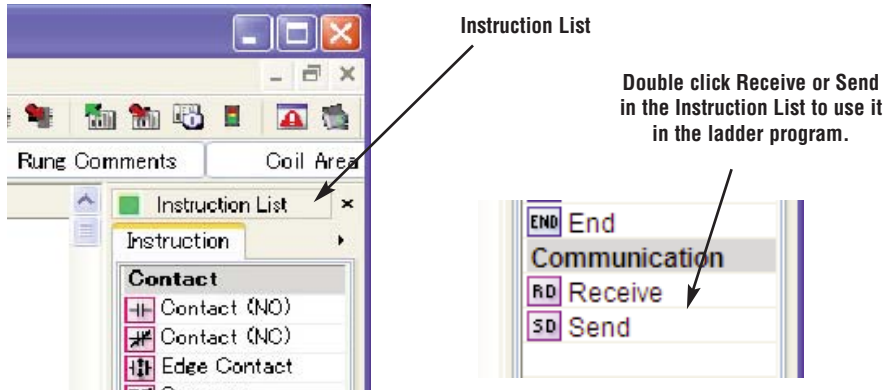 Instruction List
Double click Receive or Send
in the Instruction List to use it
in the ladder program.
Rung Comments
Coil Area
Instruction List
Instruction
Contact
Contact (NO)
Contact (NC)
Edge Contact
END End
Communication
RD Receive
SD Send